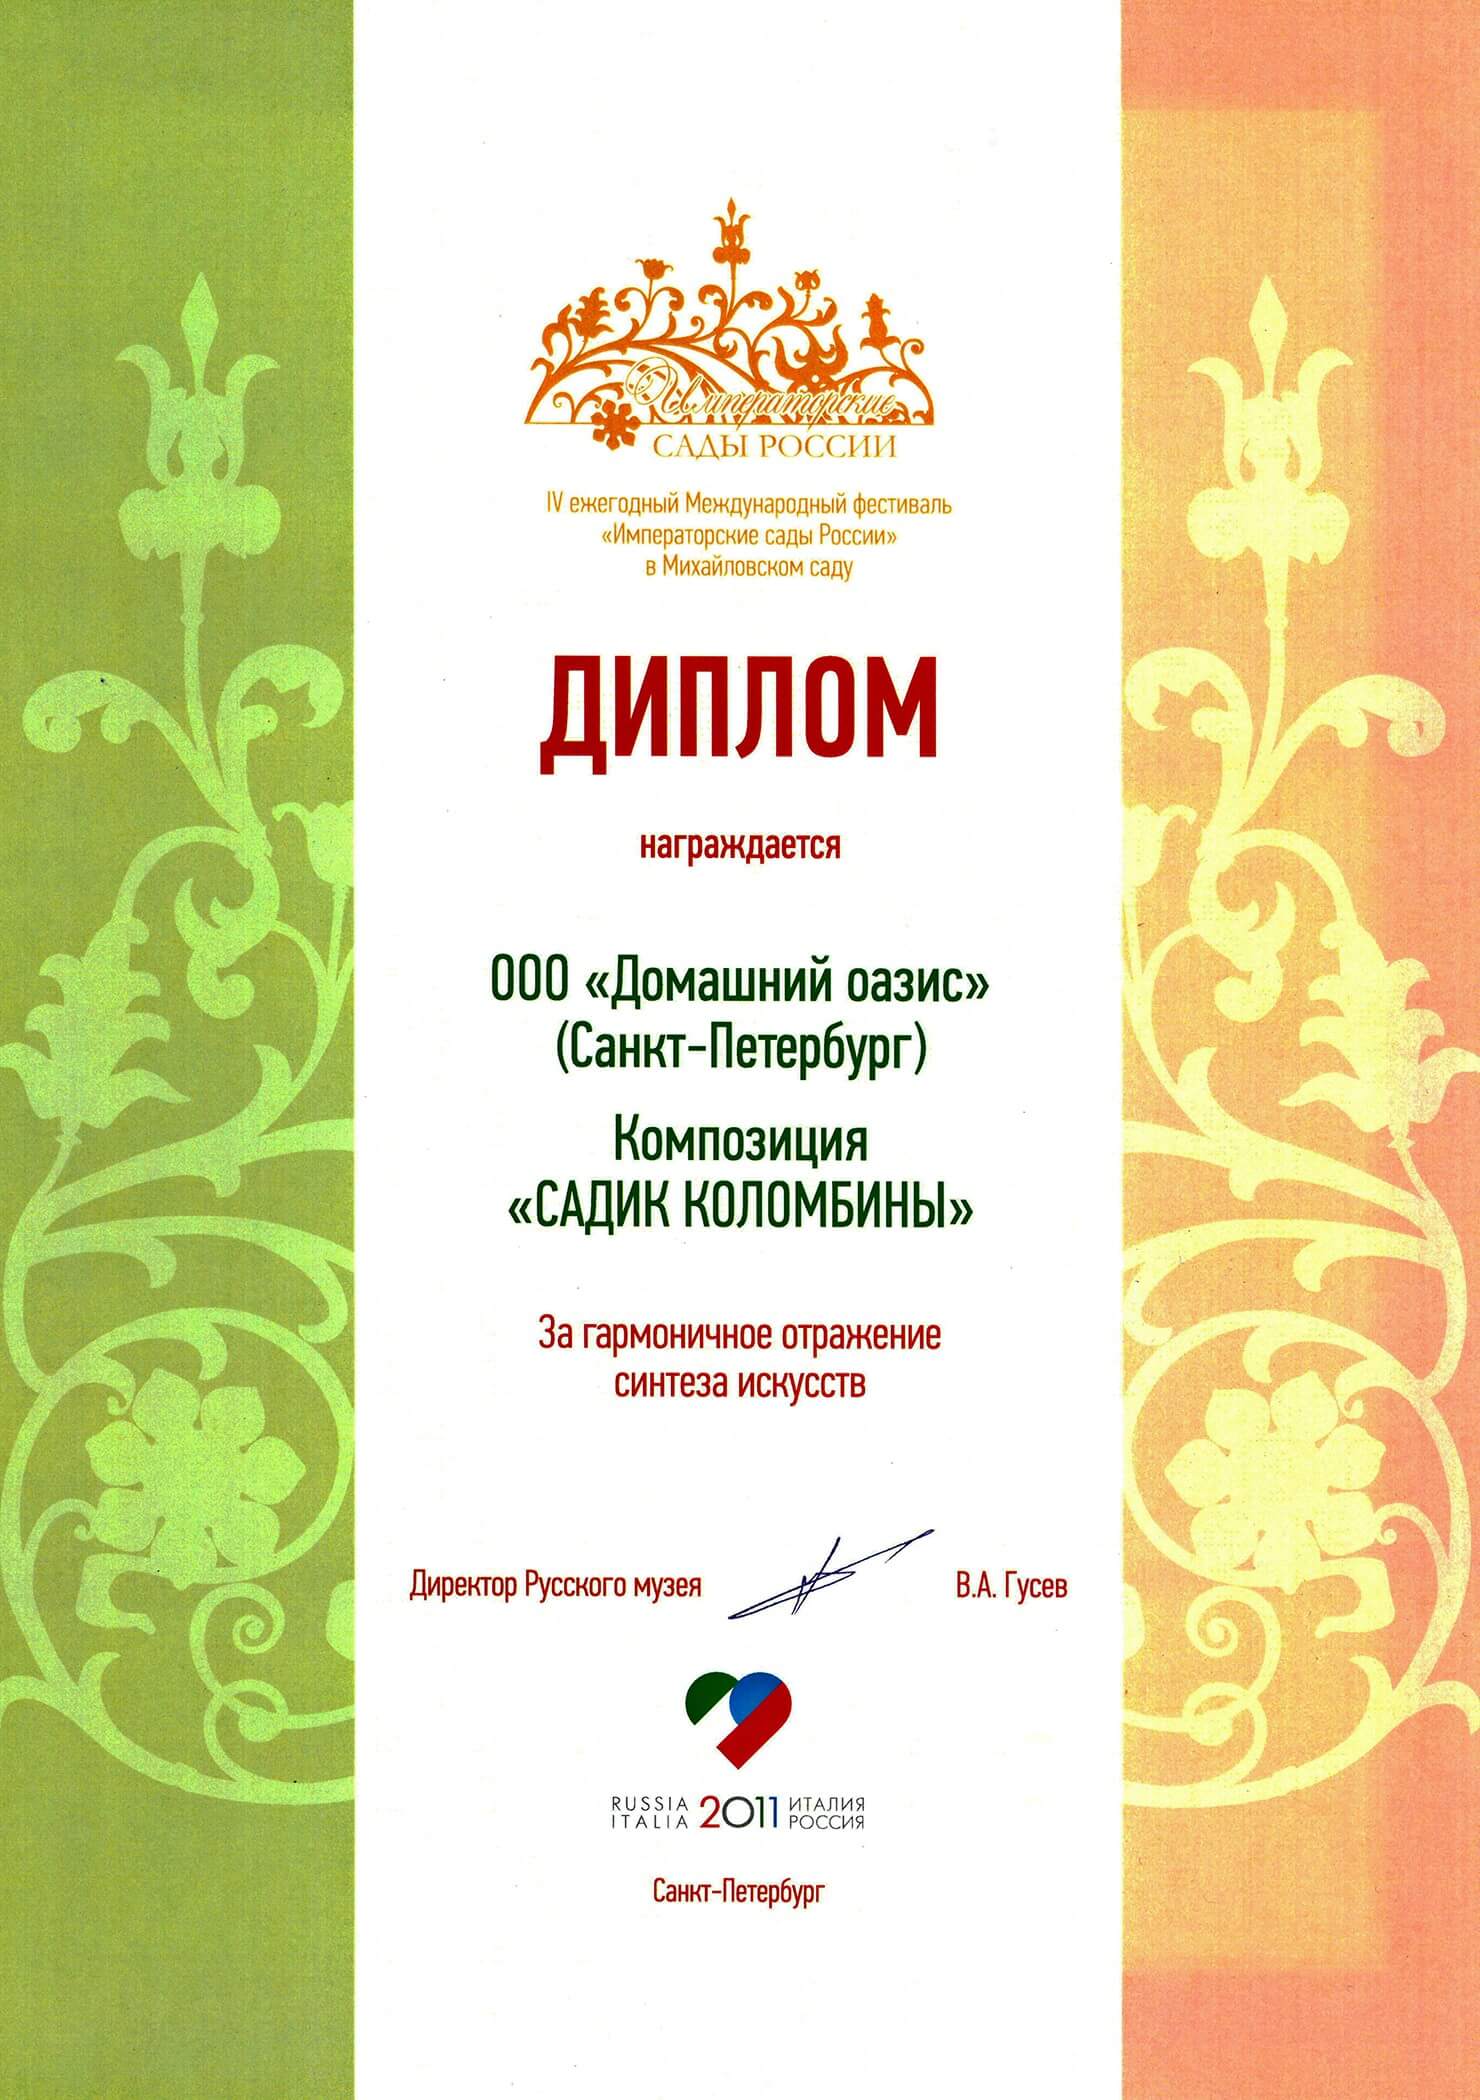 Императорские
САДЫ РОССИИ
IV ежегодный Международный фестиваль
«Императорские сады России»
в Михайловском саду
ДИПЛОМ
награждается
ООО «Домашний оазис»
(Санкт-Петербург)
Композиция
«САДИК КОЛОМБИНЫ»
За гармоничное отражение
синтеза искусств
Директор Русского музея В.А. Гусев
RUSSIA 2011 ИТАЛИЯ
ITALIA РОССИЯ
Санкт-Петербург